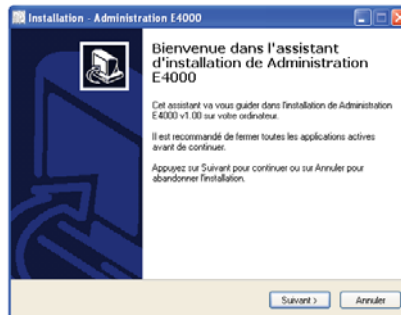 Installation - Administration E4000
Bienvenue dans l'assistant
d'installation de Administration
E4000
Cet assistant va vous guider dans l'installation de Administration
E4000 v1.00 sur votre ordinateur.
Il est recommandé de fermer toutes les applications actives
avant de continuer.
Appuyez sur Suivant pour continuer ou sur Annuler pour
abandonner l'installation.
Suivant >
Annuler